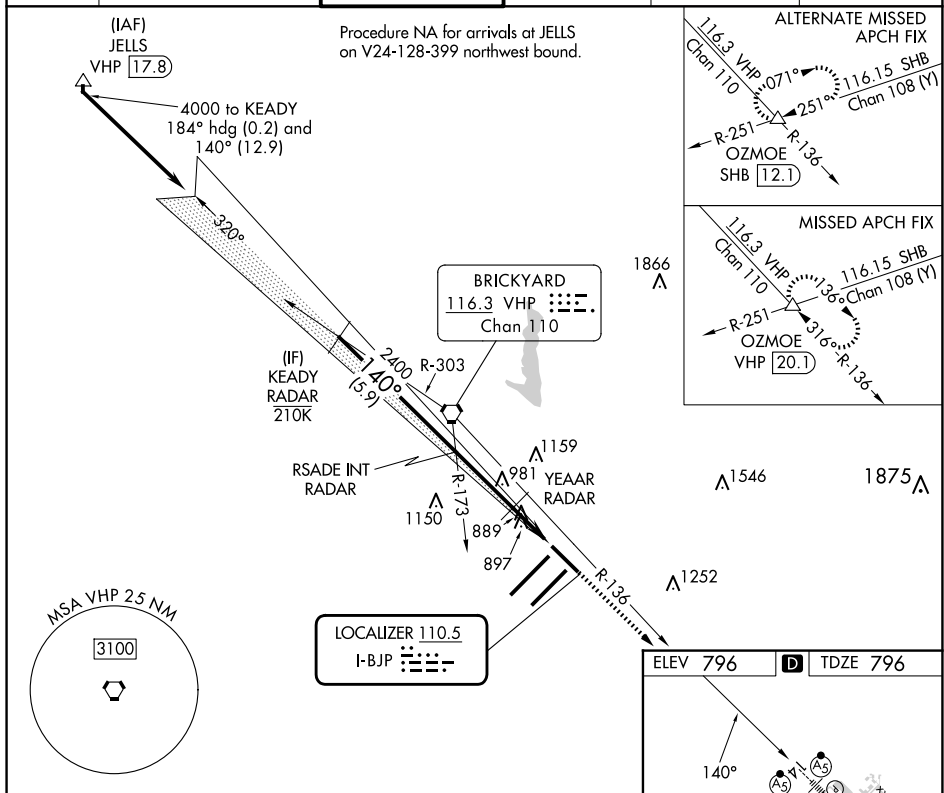 (IAF)
JELLS
VHP 17.8
Procedure NA for arrivals at JELLS
on V24-128-399 northwest bound.
4000 to KEADY
184° hdg (0.2) and
140° (12.9)
320°
ALTERNATE MISSED
APCH FIX
116.3 VHP
Chan 110
071°
251°
116.15 SHB
Chan 108 (Y)
R-251
R-136
OZMOE
SHB 12.1
MISSED APCH FIX
116.3 VHP
Chan 110
136°
316°
116.15 SHB
Chan 108 (Y)
R-251
R-136
OZMOE
VHP 20.1
1866
BRICKYARD
116.3 VHP
Chan 110
(IF)
KEADY
RADAR
210K
2400
140°
(5.9)
R-303
RSADE INT
RADAR
R-173
1159
981
YEAAR
RADAR
1150
889
897
1546
1875
1252
R-136
MSA VHP 25 NM
3100
LOCALIZER 110.5
I-BJP
ELEV 796
D
TDZE 796
140°
14
A5
A5
P